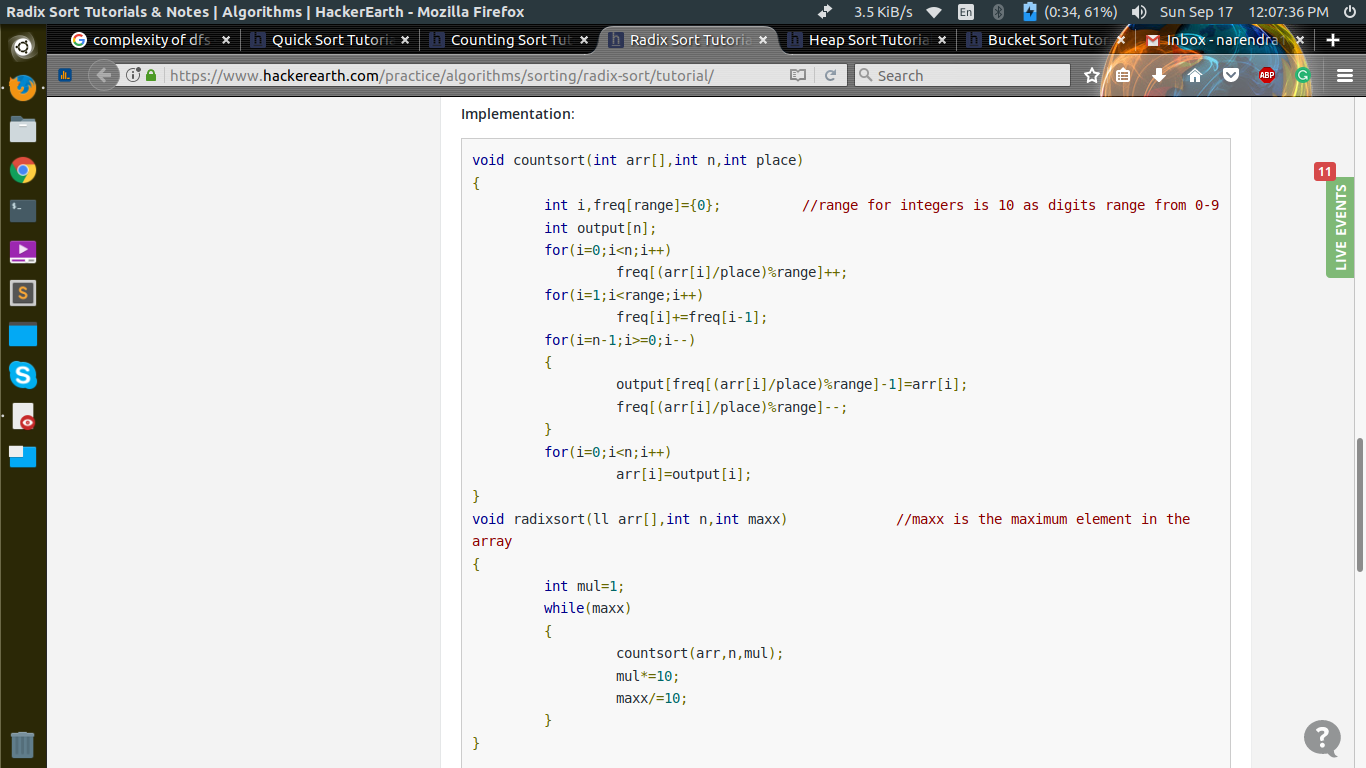 Radix Sort Tutorials & Notes | Algorithms | HackerEarth - Mozilla Firefox
3.5 KiB/s En (0:34, 61%) Sun Sep 17 12:07:36 PM
complexity of dfs × Quick Sort Tutoria × Counting Sort Tut × Radix Sort Tutoria × Heap Sort Tutoria × Bucket Sort Tutor × Inbox - narendra × +
https://www.hackerearth.com/practice/algorithms/sorting/radix-sort/tutorial/ Search ABP G
Implementation:
void countsort(int arr[],int n,int place)
{
int i,freq[range]={0}; //range for integers is 10 as digits range from 0-9
int output[n];
for(i=0;i<n;i++)
freq[(arr[i]/place)%range]++;
for(i=1;i<range;i++)
freq[i]+=freq[i-1];
for(i=n-1;i>=0;i--)
{
output[freq[(arr[i]/place)%range]-1]=arr[i];
freq[(arr[i]/place)%range]--;
}
for(i=0;i<n;i++)
arr[i]=output[i];
}
void radixsort(ll arr[],int n,int maxx) //maxx is the maximum element in the
array
{
int mul=1;
while(maxx)
{
countsort(arr,n,mul);
mul*=10;
maxx/=10;
}
}
11
LIVE EVENTS
?